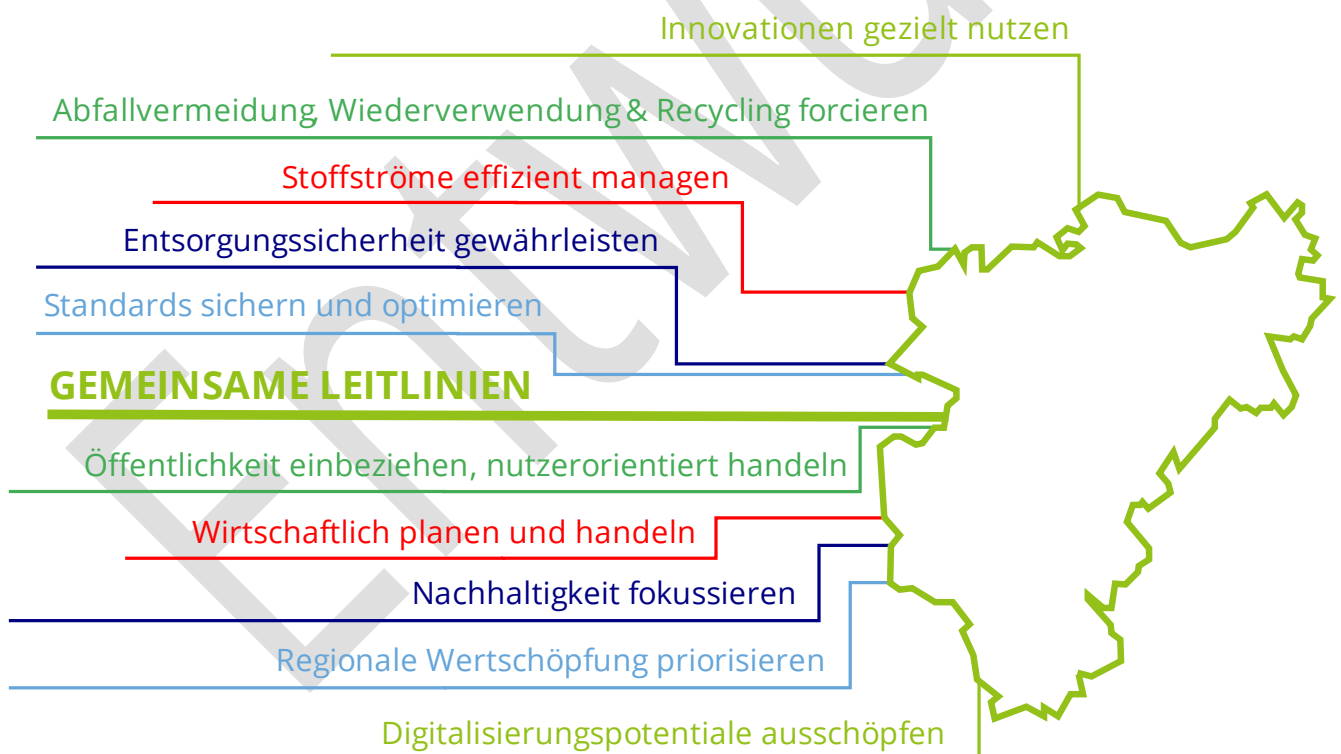 Innovationen gezielt nutzen
Abfallvermeidung, Wiederverwendung & Recycling forcieren
Stoffströme effizient managen
Entsorgungssicherheit gewährleisten
Standards sichern und optimieren
GEMEINSAME LEITLINIEN
Öffentlichkeit einbeziehen, nutzerorientiert handeln
Wirtschaftlich planen und handeln
Nachhaltigkeit fokussieren
Regionale Wertschöpfung priorisieren
Digitalisierungspotentiale ausschöpfen